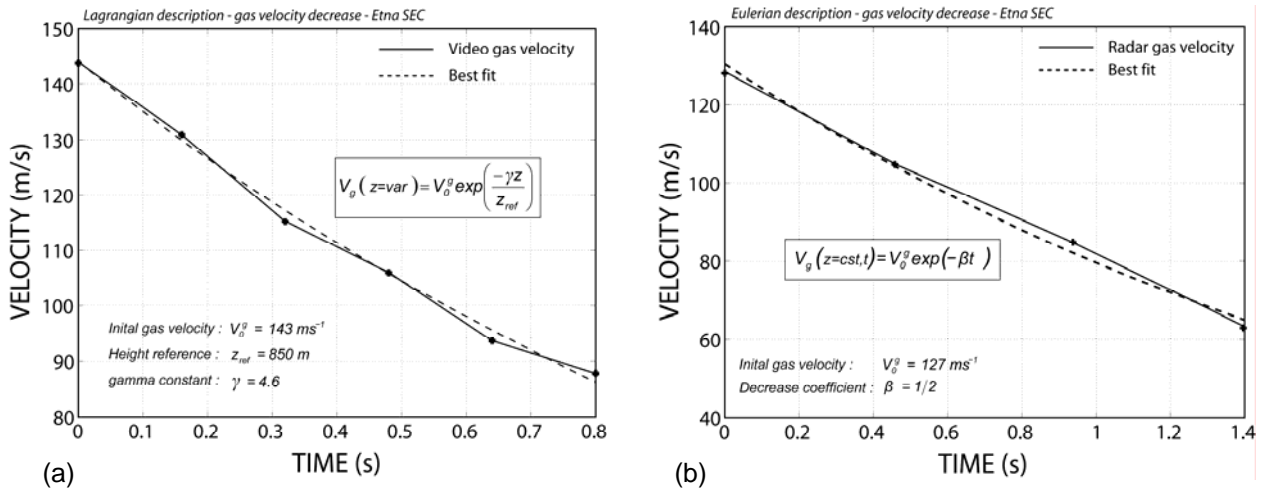 Lagrangian description - gas velocity decrease - Etna SEC
150
140
130
120
110
100
90
80
VELOCITY (m/s)
Video gas velocity
Best fit
V_g ( z=var ) = V_0^g exp( -γz / z_ref )
Inital gas velocity : V_0^g = 143 ms⁻¹
Height reference : z_ref = 850 m
gamma constant : γ = 4.6
0 0.1 0.2 0.3 0.4 0.5 0.6 0.7 0.8
TIME (s)
(a)
Eulerian description - gas velocity decrease - Etna SEC
140
120
100
80
60
40
VELOCITY (m/s)
Radar gas velocity
Best fit
V_g (z=cst,t) = V_0^g exp(-βt )
Inital gas velocity : V_0^g = 127 ms⁻¹
Decrease coefficient : β = 1/2
0 0.2 0.4 0.6 0.8 1 1.2 1.4
TIME (s)
(b)